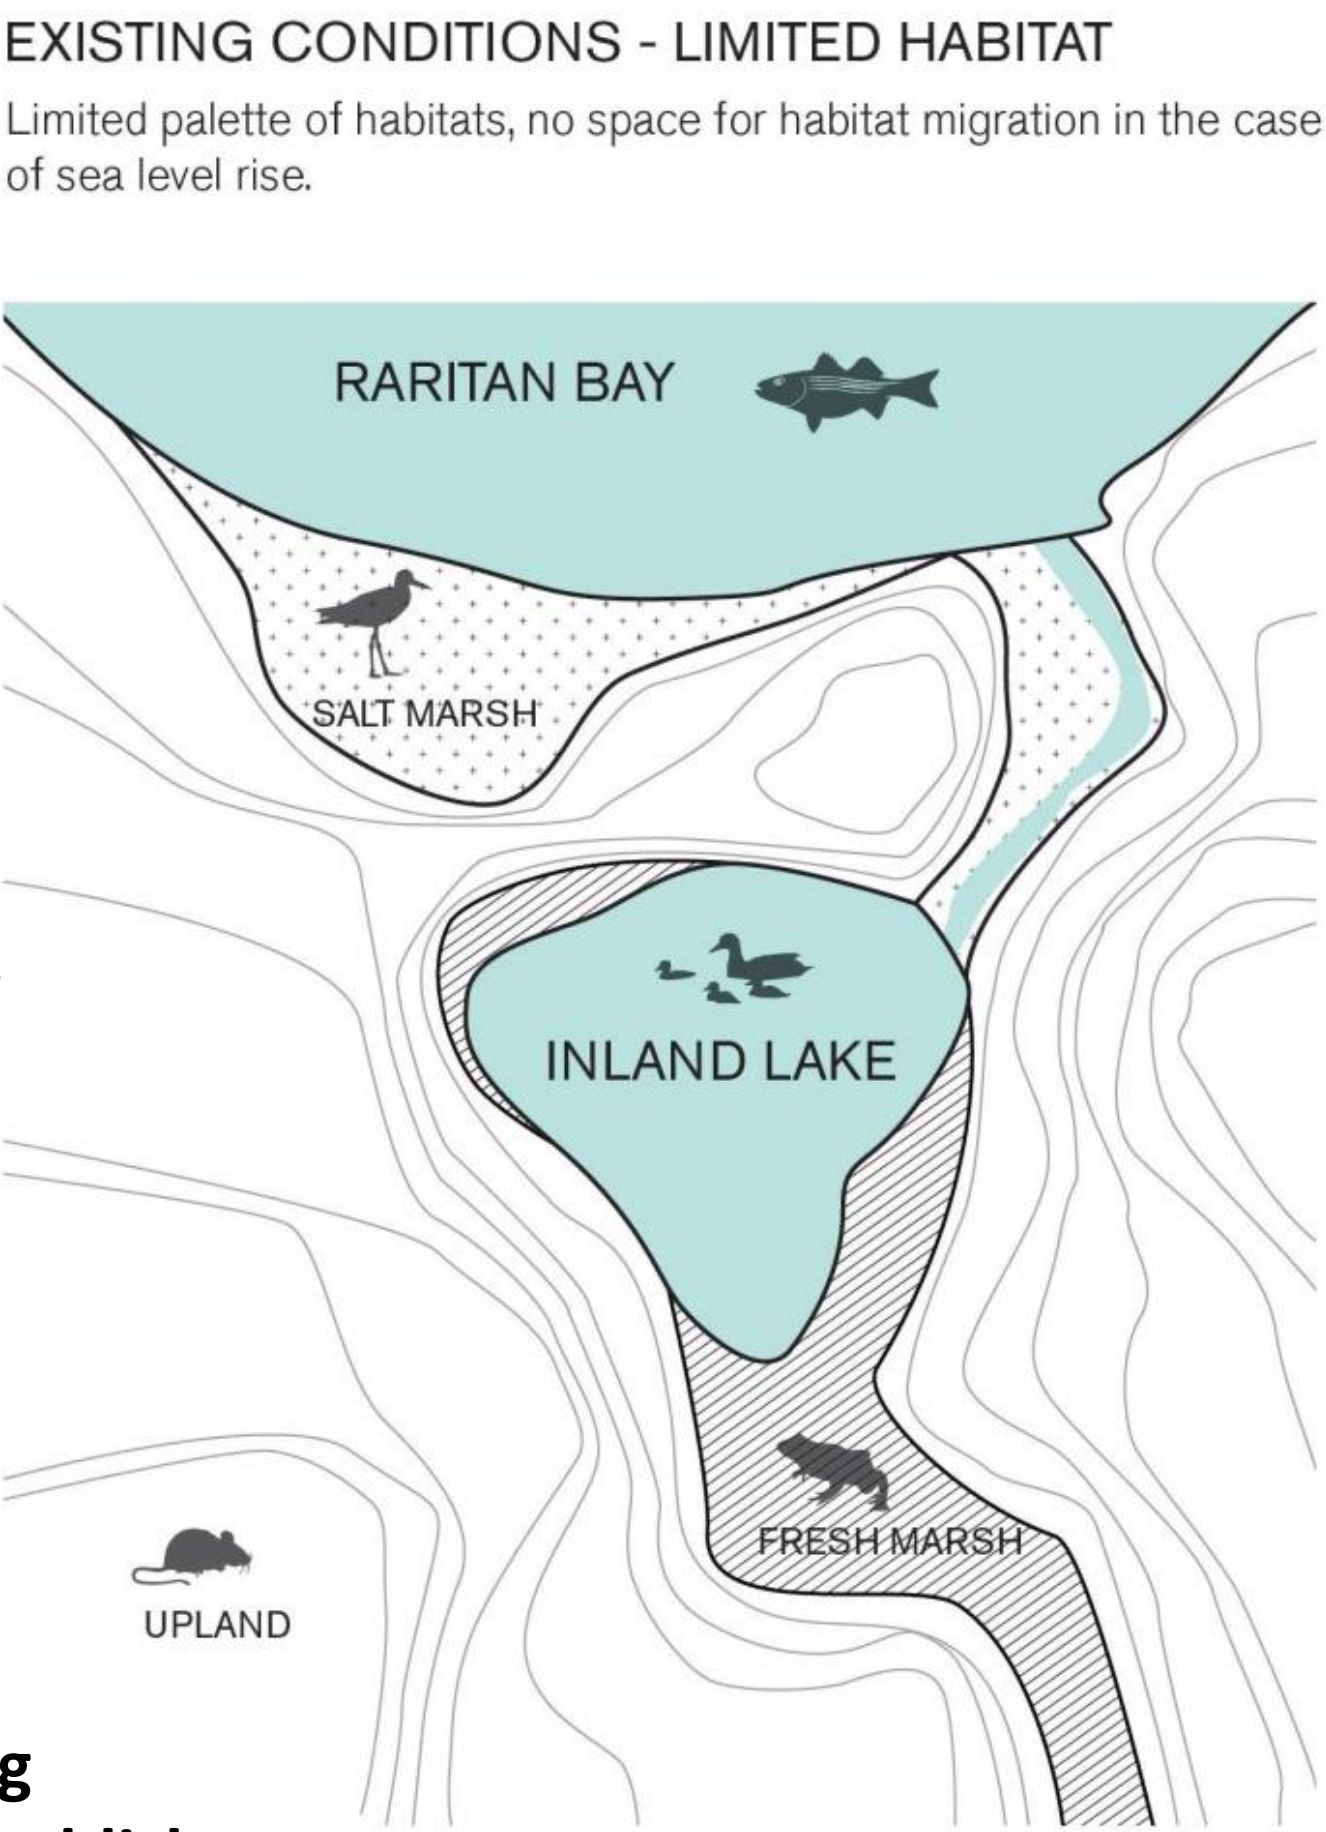 EXISTING CONDITIONS - LIMITED HABITAT
Limited palette of habitats, no space for habitat migration in the case
of sea level rise.
RARITAN BAY
SALT MARSH
INLAND LAKE
FRESH MARSH
UPLAND
g